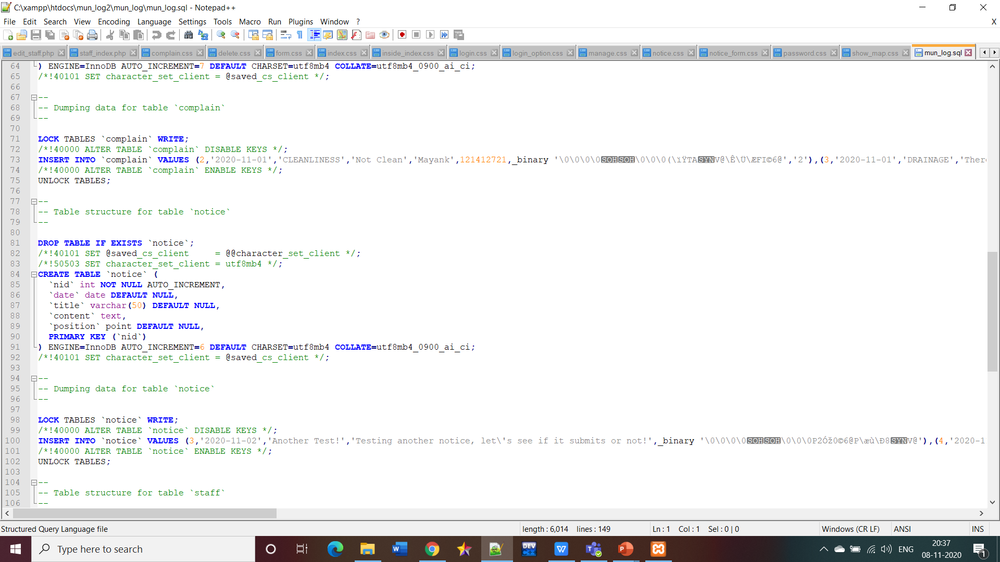 C:\xampp\htdocs\mun_log2\mun_log\mun_log.sql - Notepad++
File Edit Search View Encoding Language Settings Tools Macro Run Plugins Window ? X
edit_staff.php staff_index.php complain.css delete.css form.css index.css inside_index.css login.css login_option.css manage.css notice.css notice_form.css password.css show_map.css mun_log.sql
64 ) ENGINE=InnoDB AUTO_INCREMENT=7 DEFAULT CHARSET=utf8mb4 COLLATE=utf8mb4_0900_ai_ci;
65 /*!40101 SET character_set_client = @saved_cs_client */;
66
67 --
68 -- Dumping data for table `complain`
69 --
70
71 LOCK TABLES `complain` WRITE;
72 /*!40000 ALTER TABLE `complain` DISABLE KEYS */;
73 INSERT INTO `complain` VALUES (2,'2020-11-01','CLEANLINESS','Not Clean','Mayank',121412721,_binary '\0\0\0\0SOHSOH\0\0\0(\ïŸTASYNV@\Ê\Ü\ÆFI©6@','2'),(3,'2020-11-01','DRAINAGE','There
74 /*!40000 ALTER TABLE `complain` ENABLE KEYS */;
75 UNLOCK TABLES;
76
77 --
78 -- Table structure for table `notice`
79 --
80
81 DROP TABLE IF EXISTS `notice`;
82 /*!40101 SET @saved_cs_client     = @@character_set_client */;
83 /*!50503 SET character_set_client = utf8mb4 */;
84 CREATE TABLE `notice` (
85 `nid` int NOT NULL AUTO_INCREMENT,
86 `date` date DEFAULT NULL,
87 `title` varchar(50) DEFAULT NULL,
88 `content` text,
89 `position` point DEFAULT NULL,
90 PRIMARY KEY (`nid`)
91 ) ENGINE=InnoDB AUTO_INCREMENT=6 DEFAULT CHARSET=utf8mb4 COLLATE=utf8mb4_0900_ai_ci;
92 /*!40101 SET character_set_client = @saved_cs_client */;
93
94 --
95 -- Dumping data for table `notice`
96 --
97
98 LOCK TABLES `notice` WRITE;
99 /*!40000 ALTER TABLE `notice` DISABLE KEYS */;
100 INSERT INTO `notice` VALUES (3,'2020-11-02','Another Test!','Testing another notice, let\'s see if it submits or not!',_binary '\0\0\0\0SOHSOH\0\0\0P2Óž0©6@P\æù\Ð8SYNV@'),(4,'2020-1
101 /*!40000 ALTER TABLE `notice` ENABLE KEYS */;
102 UNLOCK TABLES;
103
104 --
105 -- Table structure for table `staff`
106 --
Structured Query Language file length : 6,014 lines : 149 Ln : 1 Col : 1 Sel : 0 | 0 Windows (CR LF) ANSI INS
Type here to search DEV C++ ENG 20:37
08-11-2020 1